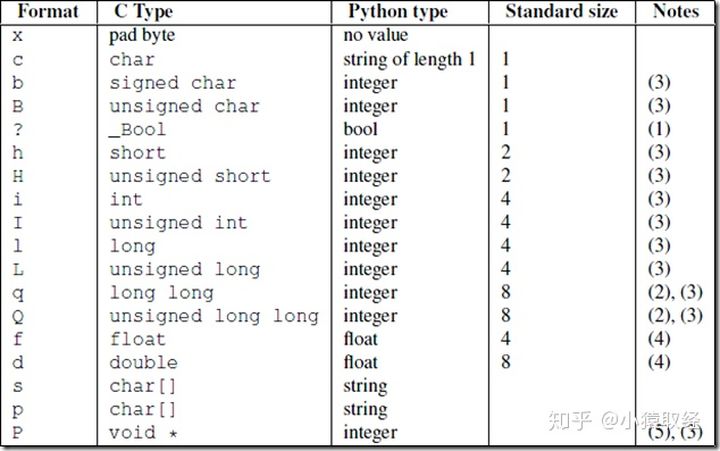 Format C Type Python type Standard size Notes
x pad byte no value
c char string of length 1 1
b signed char integer 1 (3)
B unsigned char integer 1 (3)
? _Bool bool 1 (1)
h short integer 2 (3)
H unsigned short integer 2 (3)
i int integer 4 (3)
I unsigned int integer 4 (3)
l long integer 4 (3)
L unsigned long integer 4 (3)
q long long integer 8 (2), (3)
Q unsigned long long integer 8 (2), (3)
f float float 4 (4)
d double float 8 (4)
s char[] string
p char[] string
P void * integer (5), (3)
知乎 @小猿取经